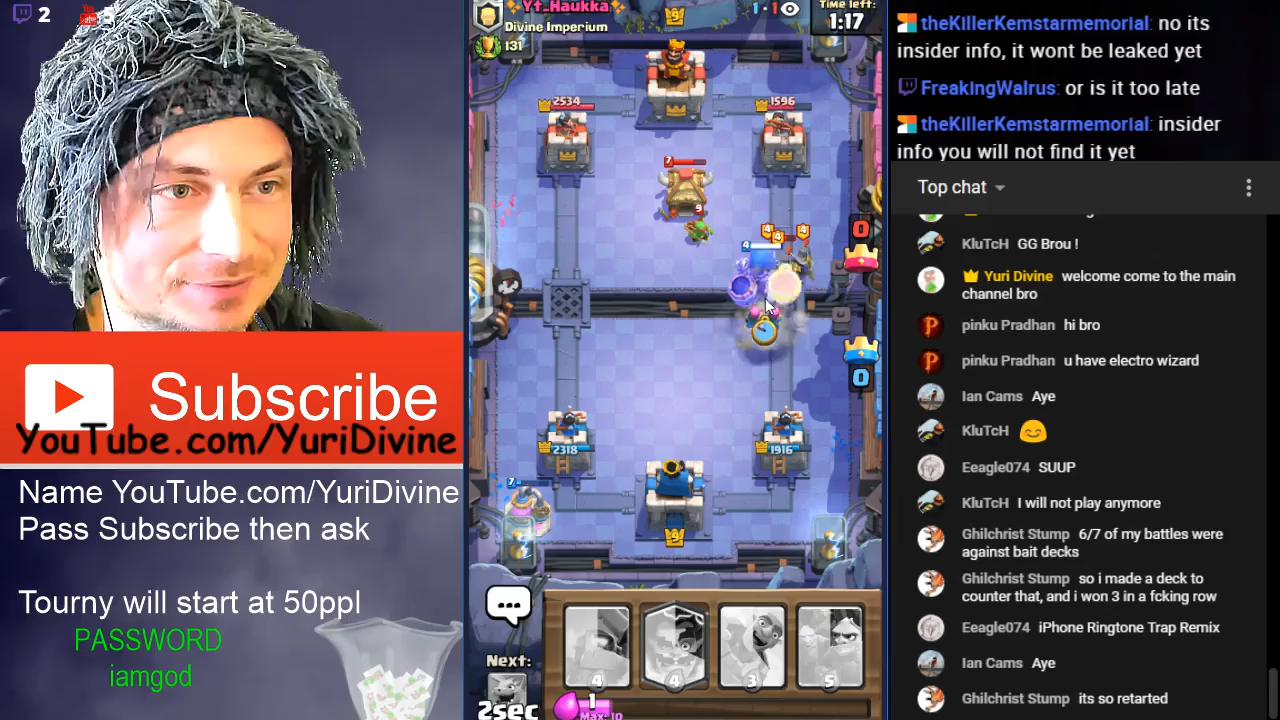 2
5
Subscribe
YouTube.com/YuriDivine
Name YouTube.com/YuriDivine
Pass Subscribe then ask
Tourny will start at 50ppl
PASSWORD
iamgod
Yt_Haukka
Divine Imperium
131
9
1 - 1
Time left:
1:17
2534
1596
7
9
4
4
4
4
0
0
2318
1916
7
9
Next:
2sec
4
4
3
5
1
Max: 10
theKillerKemstarmemorial: no its
insider info, it wont be leaked yet
FreakIngWalrus: or is it too late
theKillerKemstarmemorial: insider
info you will not find it yet
Top chat
KluTcH GG Brou !
Yuri Divine welcome come to the main
channel bro
pinku Pradhan hi bro
pinku Pradhan u have electro wizard
Ian Cams Aye
KluTcH
Eeagle074 SUUP
KluTcH I will not play anymore
Ghilchrist Stump 6/7 of my battles were
against bait decks
Ghilchrist Stump so i made a deck to
counter that, and i won 3 in a fcking row
Eeagle074 iPhone Ringtone Trap Remix
Ian Cams Aye
Ghilchrist Stump its so retarted